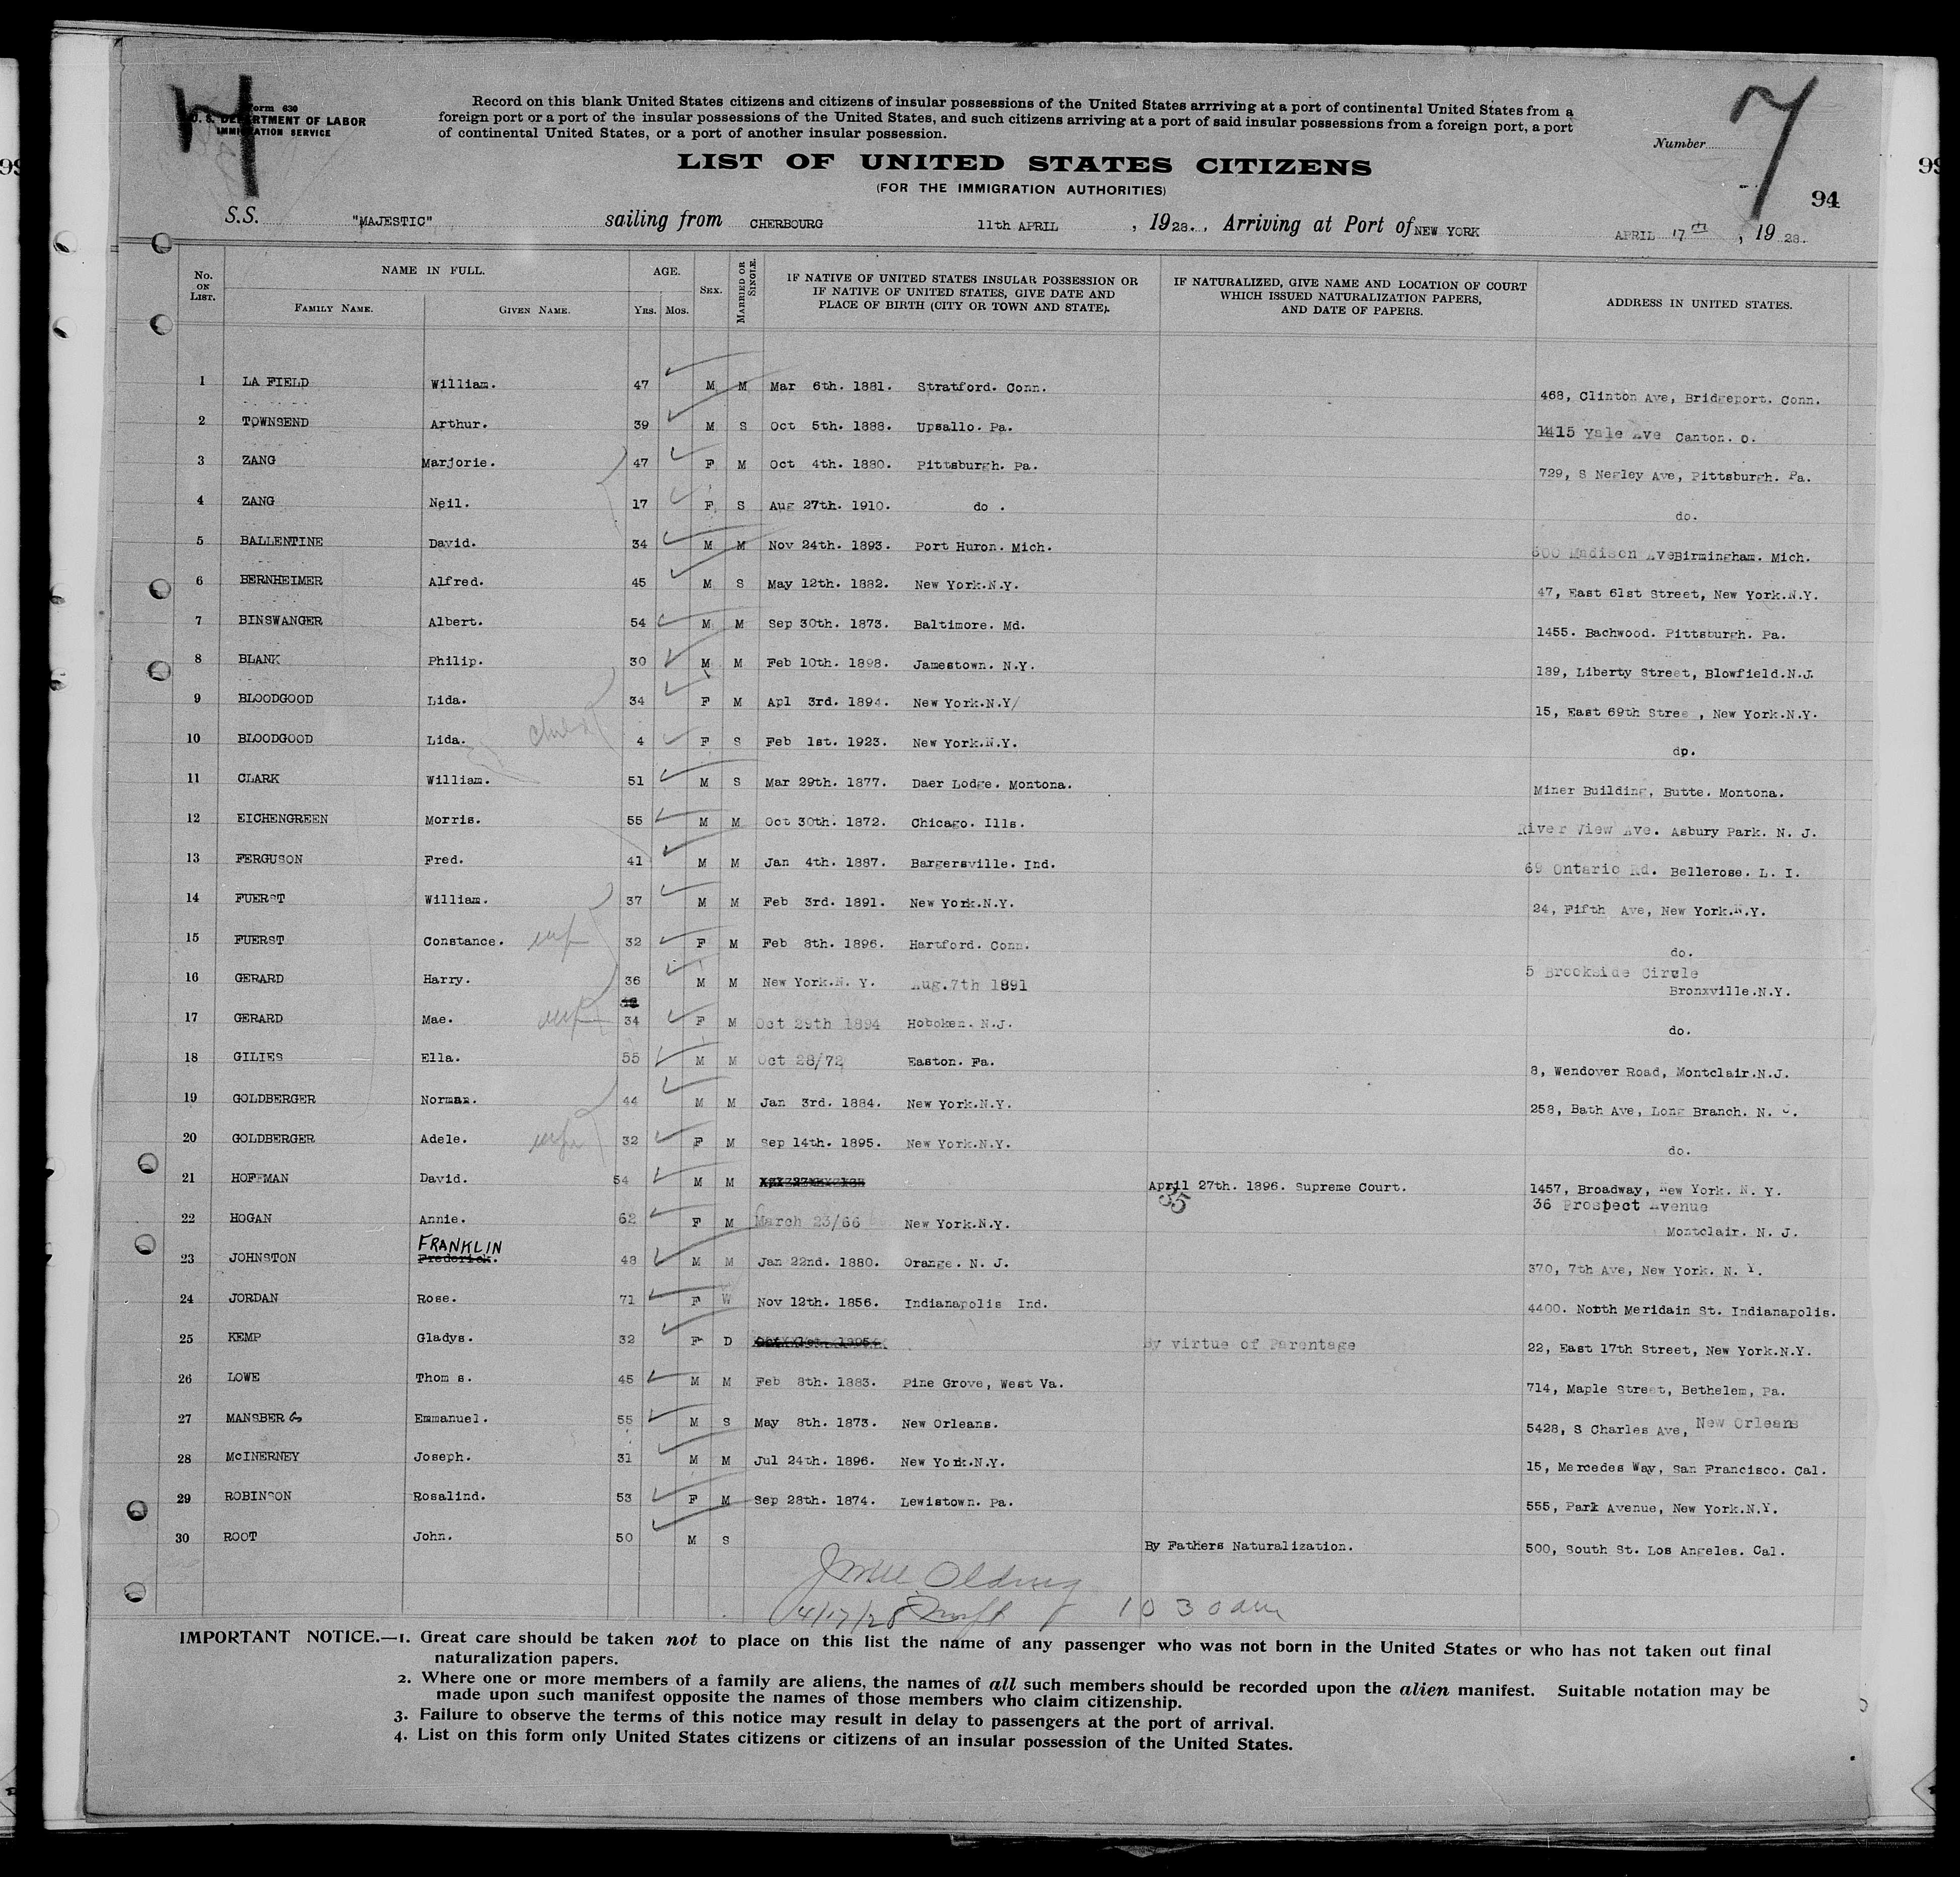 Form 630
U. S. DEPARTMENT OF LABOR
IMMIGRATION SERVICE
Record on this blank United States citizens and citizens of insular possessions of the United States arrriving at a port of continental United States from a
foreign port or a port of the insular possessions of the United States, and such citizens arriving at a port of said insular possessions from a foreign port, a port
of continental United States, or a port of another insular possession.
Number
7
94
LIST OF UNITED STATES CITIZENS
(FOR THE IMMIGRATION AUTHORITIES)
S.S. "MAJESTIC" sailing from CHERBOURG 11th APRIL, 1928., Arriving at Port of NEW YORK APRIL 17th, 1928.
No. ON LIST. NAME IN FULL. FAMILY NAME. GIVEN NAME. AGE. YRS. MOS. SEX. MARRIED OR SINGLE. IF NATIVE OF UNITED STATES INSULAR POSSESSION OR IF NATIVE OF UNITED STATES, GIVE DATE AND PLACE OF BIRTH (CITY OR TOWN AND STATE). IF NATURALIZED, GIVE NAME AND LOCATION OF COURT WHICH ISSUED NATURALIZATION PAPERS, AND DATE OF PAPERS. ADDRESS IN UNITED STATES.
1 LA FIELD William. 47 M M Mar 6th. 1881. Stratford. Conn. 468, Clinton Ave, Bridgeport. Conn.
2 TOWNSEND Arthur. 39 M S Oct 5th. 1888. Upsallo. Pa. 1415 Yale Ave Canton. O.
3 ZANG Marjorie. 47 F M Oct 4th. 1880. Pittsburgh. Pa. 729, S Negley Ave, Pittsburgh. Pa.
4 ZANG Neil. 17 F S Aug 27th. 1910. do . do.
5 BALLENTINE David. 34 M M Nov 24th. 1893. Port Huron. Mich. 600 Madison Ave Birmingham. Mich.
6 BERNHEIMER Alfred. 45 M S May 12th. 1882. New York.N.Y. 47, East 61st Street, New York.N.Y.
7 BINSWANGER Albert. 54 M M Sep 30th. 1873. Baltimore. Md. 1455. Bachwood. Pittsburgh. Pa.
8 BLANK Philip. 30 M M Feb 10th. 1898. Jamestown. N.Y. 189, Liberty Street, Blowfield.N.J.
9 BLOODGOOD Lida. 34 F M Apl 3rd. 1894. New York.N.Y/ 15, East 69th Stree , New York.N.Y.
10 BLOODGOOD Lida. child 4 F S Feb 1st. 1923. New York.N.Y. dp.
11 CLARK William. 51 M S Mar 29th. 1877. Daer Lodge. Montona. Miner Building, Butte. Montona.
12 EICHENGREEN Morris. 55 M M Oct 30th. 1872. Chicago. Ills. River View Ave. Asbury Park. N. J.
13 FERGUSON Fred. 41 M M Jan 4th. 1887. Bargersville. Ind. 69 Ontario Rd. Bellerose. L. I.
14 FUERST William. 37 M M Feb 3rd. 1891. New York.N.Y. 24, Fifth Ave, New York.N.Y.
15 FUERST Constance. wife 32 F M Feb 8th. 1896. Hartford. Conn. do.
16 GERARD Harry. 36 M M New York.N. Y. Aug.7th 1891 5 Brookside Circle
Bronxville.N.Y.
17 GERARD Mae. wife 34 F M Oct 29th 1894 Hoboken. N.J. do.
18 GILIES Ella. 55 M M Oct 28/72 Easton. Pa. 8, Wendover Road, Montclair.N.J.
19 GOLDBERGER Norman. 44 M M Jan 3rd. 1884. New York.N.Y. 258, Bath Ave, Long Branch. N. J.
20 GOLDBERGER Adele. wife 32 F M Sep 14th. 1895. New York.N.Y. do.
21 HOFFMAN David. 54 M M April 27th. 1896. Supreme Court. 1457, Broadway, New York. N. Y.
35
22 HOGAN Annie. 62 F M March 23/66 New York.N.Y. 36 Prospect Avenue
Montclair. N. J.
FRANKLIN
23 JOHNSTON Frederick. 48 M M Jan 22nd. 1880. Orange. N. J. 370, 7th Ave, New York. N. Y.
24 JORDAN Rose. 71 F W Nov 12th. 1856. Indianapolis Ind. 4400. North Meridain St. Indianapolis.
25 KEMP Gladys. 32 F D Oct 1st. 1895. By virtue of Parentage 22, East 17th Street, New York.N.Y.
26 LOWE Thom s. 45 M M Feb 8th. 1883. Pine Grove, West Va. 714, Maple Street, Bethelem, Pa.
27 MANSBERG Emmanuel. 55 M S May 8th. 1873. New Orleans. 5428, S Charles Ave, New Orleans
28 McINERNEY Joseph. 31 M M Jul 24th. 1896. New York.N.Y. 15, Mercedes Way, San Francisco. Cal.
29 ROBINSON Rosalind. 53 F M Sep 28th. 1874. Lewistown. Pa. 555, Park Avenue, New York.N.Y.
30 ROOT John. 50 M S By Fathers Naturalization. 500, South St. Los Angeles. Cal.
4/17/28 10 30 am
IMPORTANT NOTICE.—1. Great care should be taken not to place on this list the name of any passenger who was not born in the United States or who has not taken out final
naturalization papers.
2. Where one or more members of a family are aliens, the names of all such members should be recorded upon the alien manifest. Suitable notation may be
made upon such manifest opposite the names of those members who claim citizenship.
3. Failure to observe the terms of this notice may result in delay to passengers at the port of arrival.
4. List on this form only United States citizens or citizens of an insular possession of the United States.